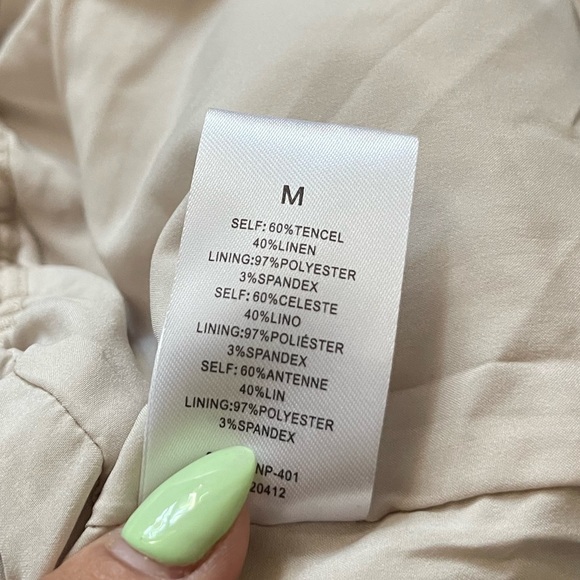 M
SELF: 60%TENCEL
40%LINEN
LINING:97%POLYESTER
3%SPANDEX
SELF: 60%CELESTE
40%LINO
LINING:97%POLIÉSTER
3%SPANDEX
SELF: 60%ANTENNE
40%LIN
LINING:97%POLYESTER
3%SPANDEX
NP-401
20412